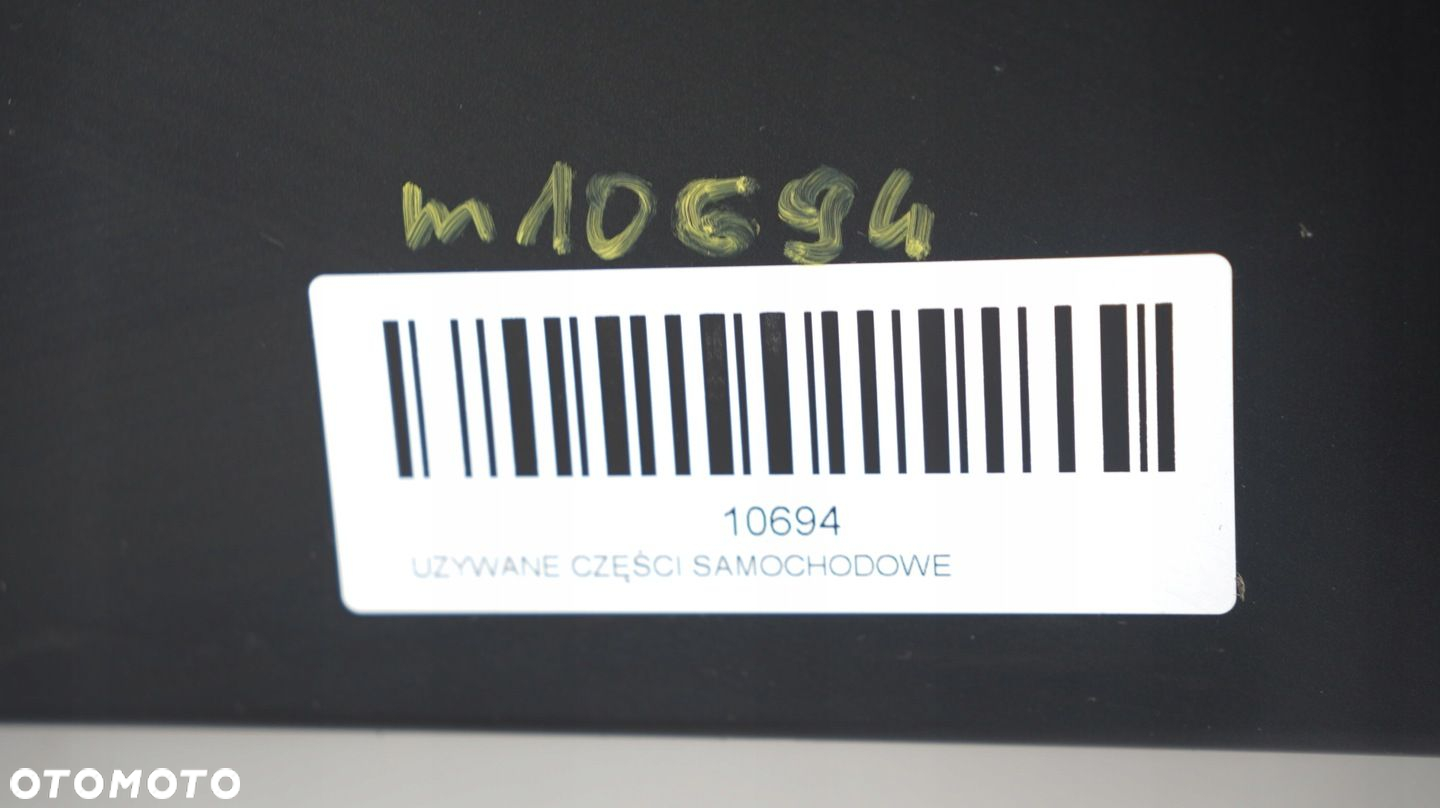 m10694
10694
UZYWANE CZĘŚCI SAMOCHODOWE
OTOMOTO